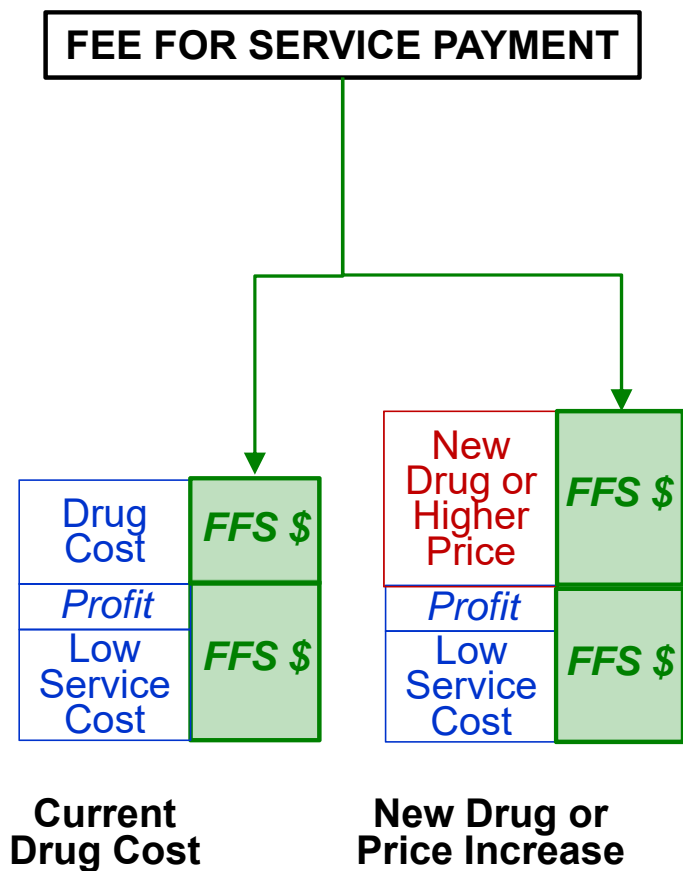 FEE FOR SERVICE PAYMENT
Drug
Cost
FFS $
Profit
Low
Service
Cost
FFS $
Current
Drug Cost
New
Drug or
Higher
Price
FFS $
Profit
Low
Service
Cost
FFS $
New Drug or
Price Increase